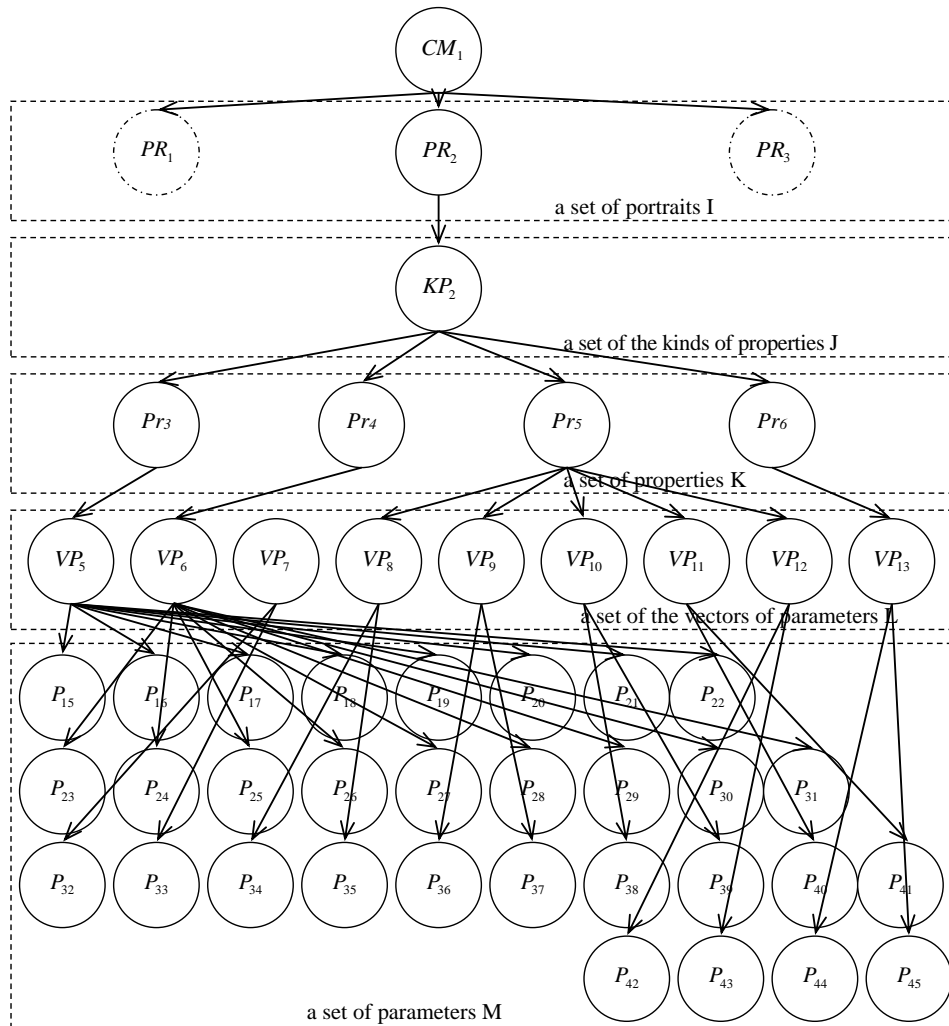 CM₁
PR₁ PR₂ PR₃
a set of portraits I
KP₂
a set of the kinds of properties J
Pr₃ Pr₄ Pr₅ Pr₆
a set of properties K
VP₅ VP₆ VP₇ VP₈ VP₉ VP₁₀ VP₁₁ VP₁₂ VP₁₃
a set of the vectors of parameters L
P₁₅ P₁₆ P₁₇ P₁₈ P₁₉ P₂₀ P₂₁ P₂₂
P₂₃ P₂₄ P₂₅ P₂₆ P₂₇ P₂₈ P₂₉ P₃₀ P₃₁
P₃₂ P₃₃ P₃₄ P₃₅ P₃₆ P₃₇ P₃₈ P₃₉ P₄₀ P₄₁
P₄₂ P₄₃ P₄₄ P₄₅
a set of parameters M